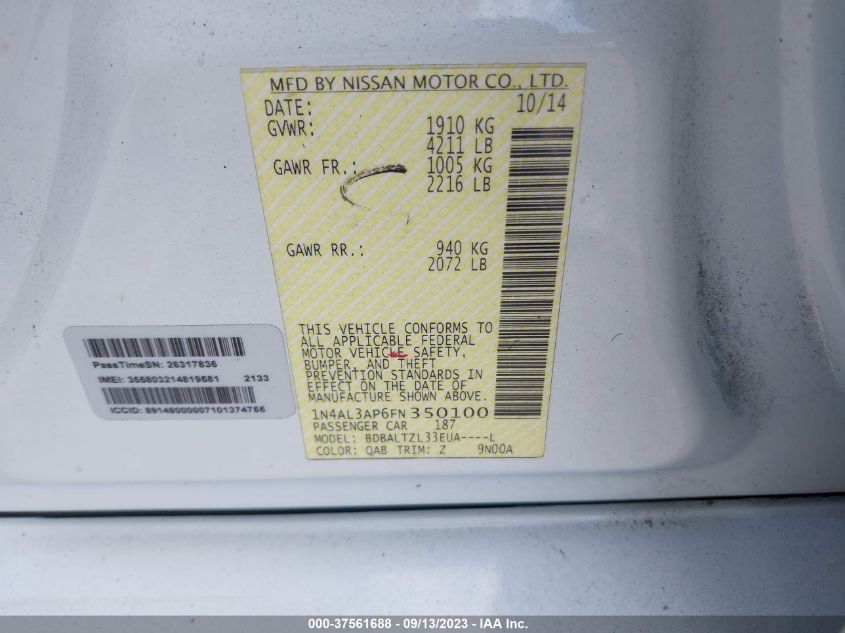 MFD BY NISSAN MOTOR CO., LTD.
DATE: 10/14
GVWR: 1910 KG
4211 LB
GAWR FR.: 1005 KG
2216 LB
GAWR RR.: 940 KG
2072 LB
THIS VEHICLE CONFORMS TO
ALL APPLICABLE FEDERAL
MOTOR VEHICLE SAFETY,
BUMPER, AND THEFT
PREVENTION STANDARDS IN
EFFECT ON THE DATE OF
MANUFACTURE SHOWN ABOVE.
1N4AL3AP6FN350100
PASSENGER CAR 187
MODEL: BDBALTZL33EUA----L
COLOR: QAB TRIM: Z 9N00A
PassTimeSN: 26317836
IMEI: 355803214819581 2133
ICCID: 89148000007101374755
000-37561688 - 09/13/2023 - IAA Inc.